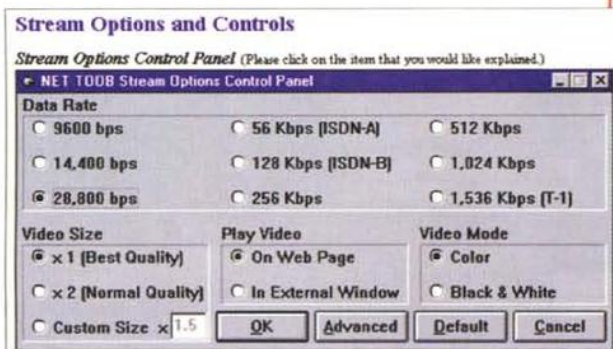 Stream Options and Controls
Stream Options Control Panel (Please click on the item that you would like explained.)
NET TOOB Stream Options Control Panel
Data Rate
9600 bps 56 Kbps (ISDN-A) 512 Kbps
14,400 bps 128 Kbps (ISDN-B) 1,024 Kbps
28,800 bps 256 Kbps 1,536 Kbps (T-1)
Video Size Play Video Video Mode
x 1 (Best Quality) On Web Page Color
x 2 (Normal Quality) In External Window Black & White
Custom Size x 1.5 OK Advanced Default Cancel